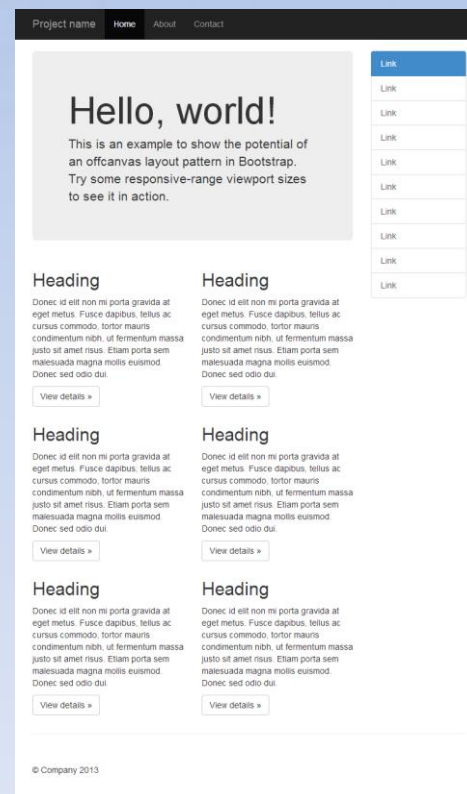 Project name Home About Contact
Hello, world!
This is an example to show the potential of
an offcanvas layout pattern in Bootstrap.
Try some responsive-range viewport sizes
to see it in action.
Link
Link
Link
Link
Link
Link
Link
Link
Link
Link
Heading
Donec id elit non mi porta gravida at
eget metus. Fusce dapibus, tellus ac
cursus commodo, tortor mauris
condimentum nibh, ut fermentum massa
justo sit amet risus. Etiam porta sem
malesuada magna mollis euismod.
Donec sed odio dui.
View details »
Heading
Donec id elit non mi porta gravida at
eget metus. Fusce dapibus, tellus ac
cursus commodo, tortor mauris
condimentum nibh, ut fermentum massa
justo sit amet risus. Etiam porta sem
malesuada magna mollis euismod.
Donec sed odio dui.
View details »
Heading
Donec id elit non mi porta gravida at
eget metus. Fusce dapibus, tellus ac
cursus commodo, tortor mauris
condimentum nibh, ut fermentum massa
justo sit amet risus. Etiam porta sem
malesuada magna mollis euismod.
Donec sed odio dui.
View details »
Heading
Donec id elit non mi porta gravida at
eget metus. Fusce dapibus, tellus ac
cursus commodo, tortor mauris
condimentum nibh, ut fermentum massa
justo sit amet risus. Etiam porta sem
malesuada magna mollis euismod.
Donec sed odio dui.
View details »
Heading
Donec id elit non mi porta gravida at
eget metus. Fusce dapibus, tellus ac
cursus commodo, tortor mauris
condimentum nibh, ut fermentum massa
justo sit amet risus. Etiam porta sem
malesuada magna mollis euismod.
Donec sed odio dui.
View details »
Heading
Donec id elit non mi porta gravida at
eget metus. Fusce dapibus, tellus ac
cursus commodo, tortor mauris
condimentum nibh, ut fermentum massa
justo sit amet risus. Etiam porta sem
malesuada magna mollis euismod.
Donec sed odio dui.
View details »
© Company 2013